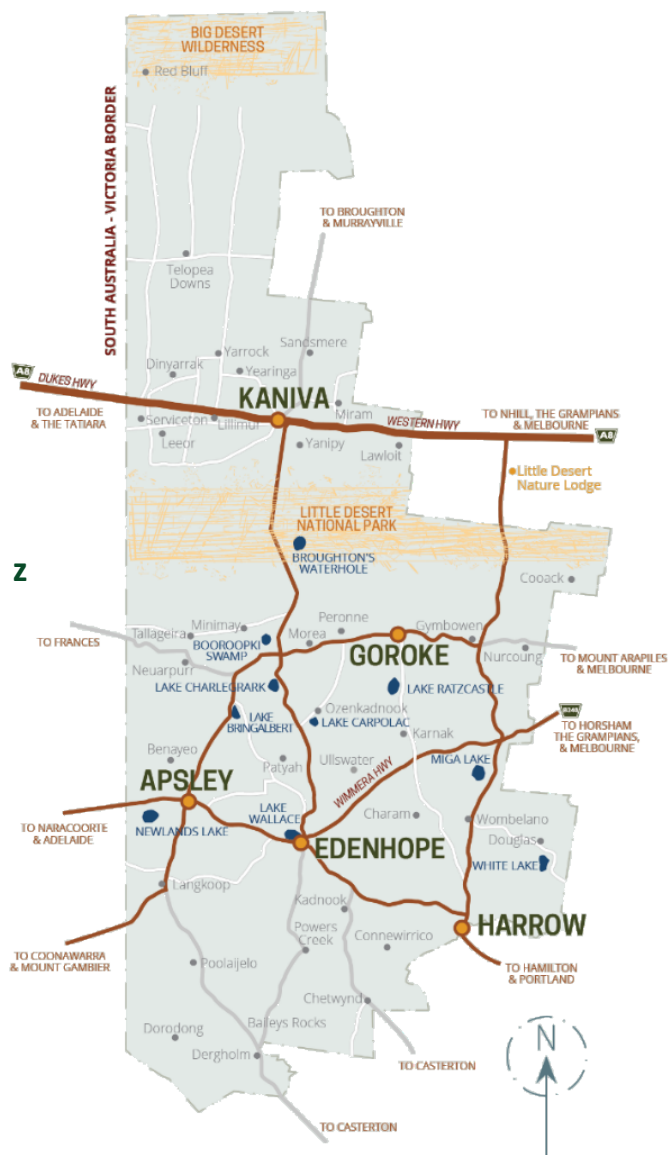 BIG DESERT
WILDERNESS
Red Bluff
SOUTH AUSTRALIA - VICTORIA BORDER
TO BROUGHTON
& MURRAYVILLE
Telopea
Downs
Sandsmere
Yarrock
Dinyarrak
Yearinga
A8
DUKES HWY
KANIVA
TO ADELAIDE
& THE TATIARA
Serviceton
Lillimur
Miram
WESTERN HWY
TO NHILL, THE GRAMPIANS
& MELBOURNE
A8
Leeor
Yanipy
Lawloit
Little Desert
Nature Lodge
LITTLE DESERT
NATIONAL PARK
BROUGHTON'S
WATERHOLE
Z
Cooack
Peronne
Minimay
Tallageira
Gymbowen
TO FRANCES
BOOROOPKI
SWAMP
Morea
GOROKE
Nurcoung
TO MOUNT ARAPILES
& MELBOURNE
Neuarpurr
LAKE CHARLEGRARK
LAKE RATZCASTLE
Ozenkadnook
LAKE
BRINGALBERT
LAKE CARPOLAC
Karnak
TO HORSHAM
THE GRAMPIANS,
& MELBOURNE
Benayeo
Patyah
Ullswater
WIMMERA HWY
MIGA LAKE
APSLEY
LAKE
WALLACE
Charam
Wombelano
TO NARACOORTE
& ADELAIDE
NEWLANDS LAKE
EDENHOPE
Douglas
WHITE LAKE
Langkoop
Kadnook
HARROW
Powers
Creek
Connewirrico
TO COONAWARRA
& MOUNT GAMBIER
Poolaijelo
TO HAMILTON
& PORTLAND
Chetwynd
Dorodong
Baileys Rocks
N
Dergholm
TO CASTERTON
TO CASTERTON